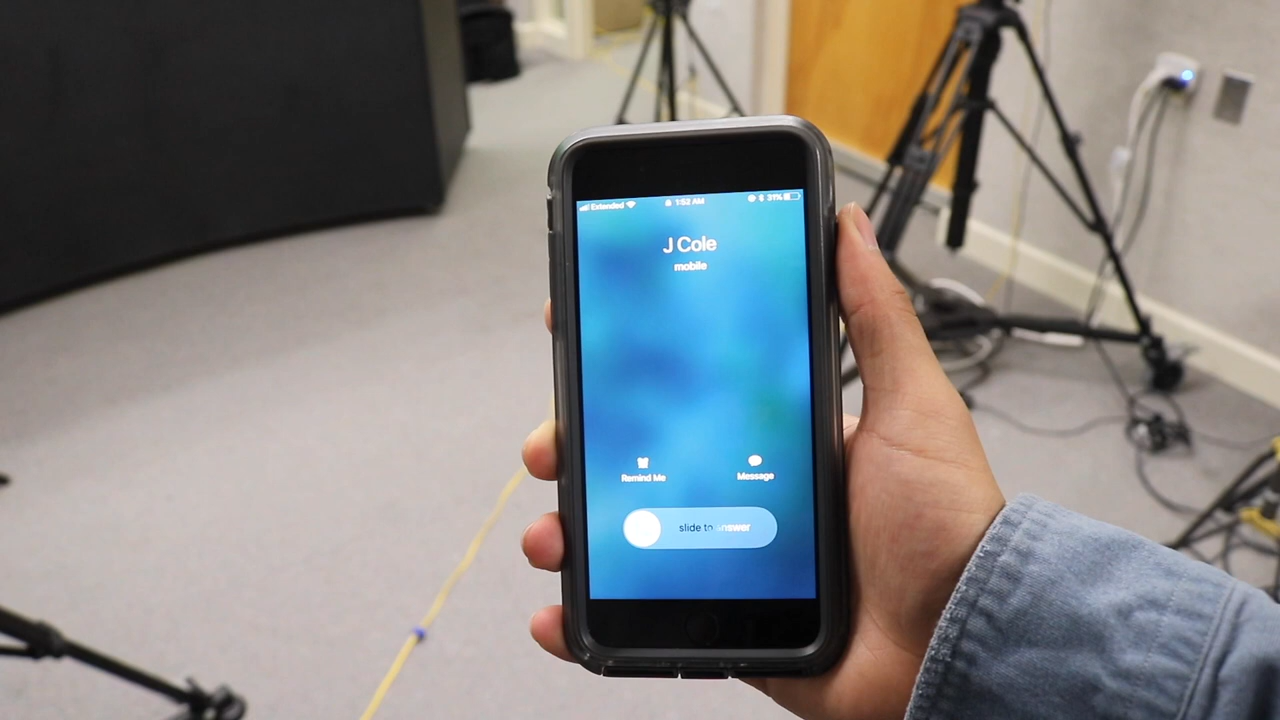 Extended 1:52 AM 31%
J Cole
mobile
Remind Me Message
slide to answer